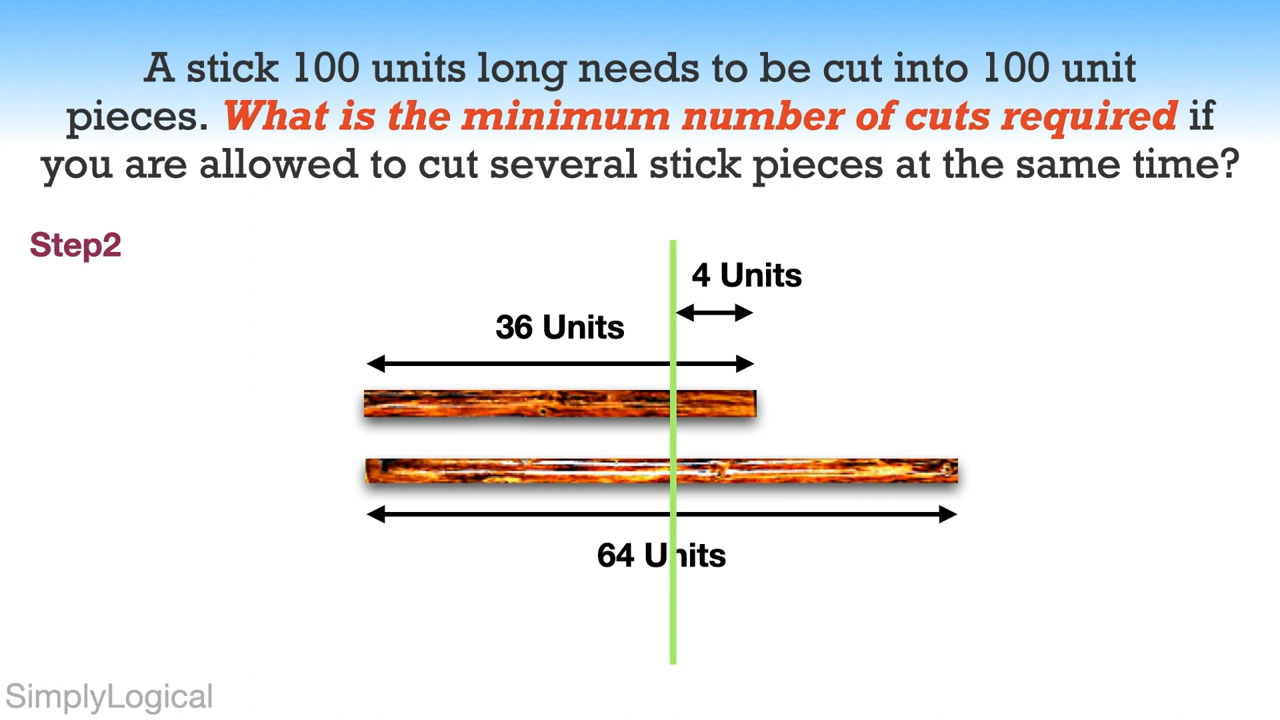 A stick 100 units long needs to be cut into 100 unit
pieces. What is the minimum number of cuts required if
you are allowed to cut several stick pieces at the same time?
Step2
4 Units
36 Units
64 Units
SimplyLogical